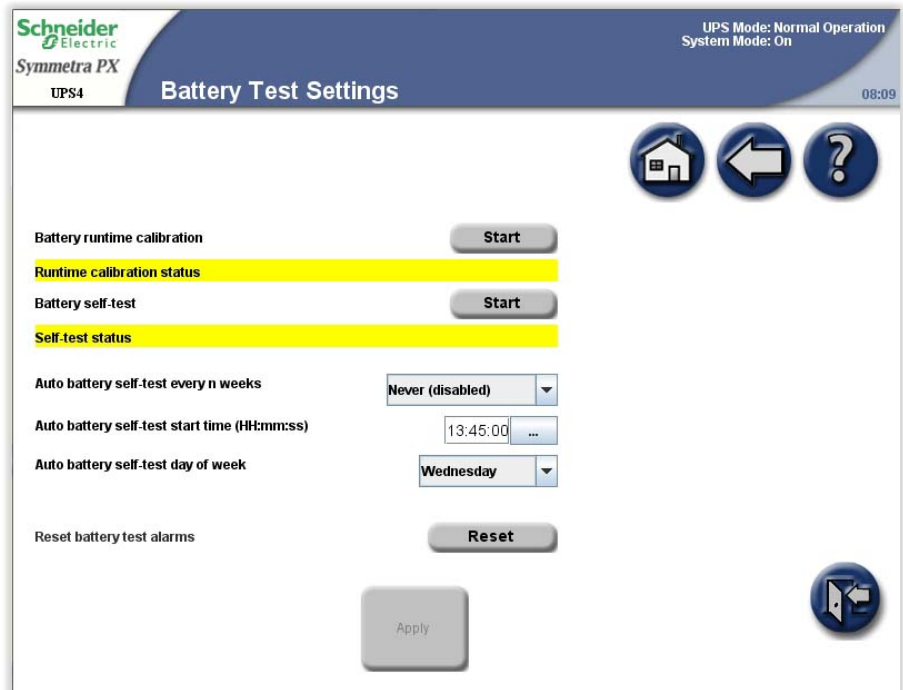 Schneider
Electric
Symmetra PX
UPS4
Battery Test Settings
UPS Mode: Normal Operation
System Mode: On
08:09
?
Battery runtime calibration Start
Runtime calibration status
Battery self-test Start
Self-test status
Auto battery self-test every n weeks Never (disabled)
Auto battery self-test start time (HH:mm:ss) 13:45:00 ...
Auto battery self-test day of week Wednesday
Reset battery test alarms Reset
Apply